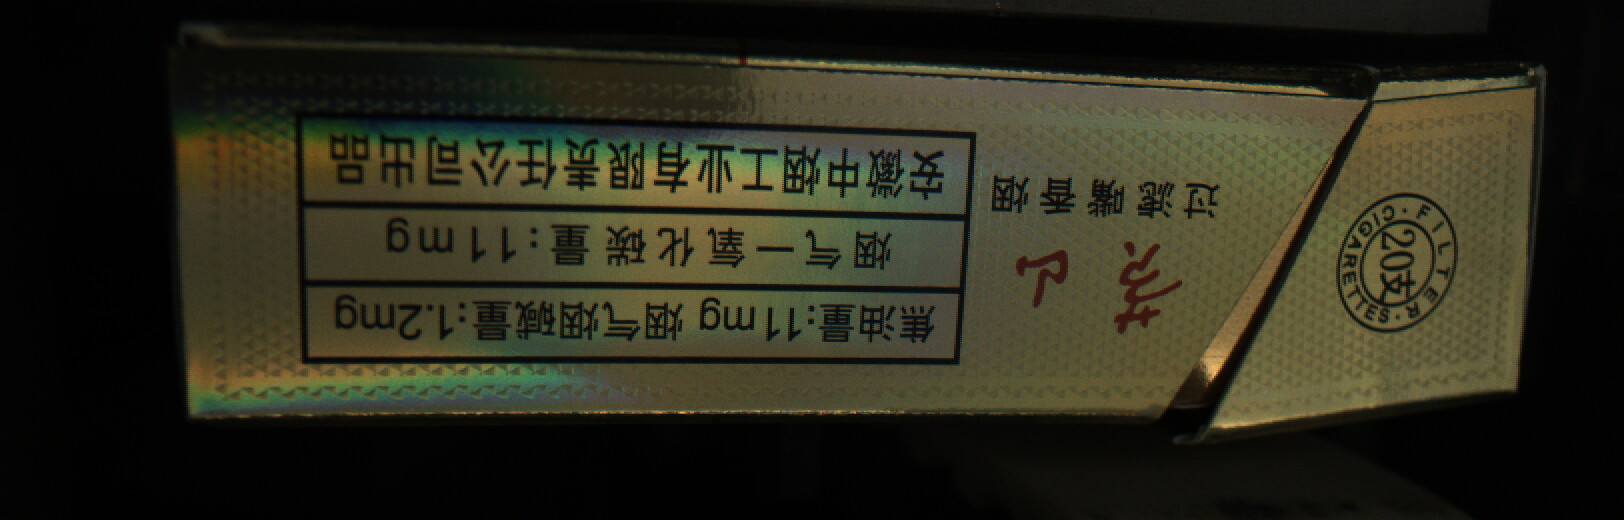 FILTER · CIGARETTES ·
20支
黄山
过滤嘴香烟
焦油量:11mg 烟气烟碱量:1.2mg
烟气一氧化碳量:11mg
安徽中烟工业有限责任公司出品